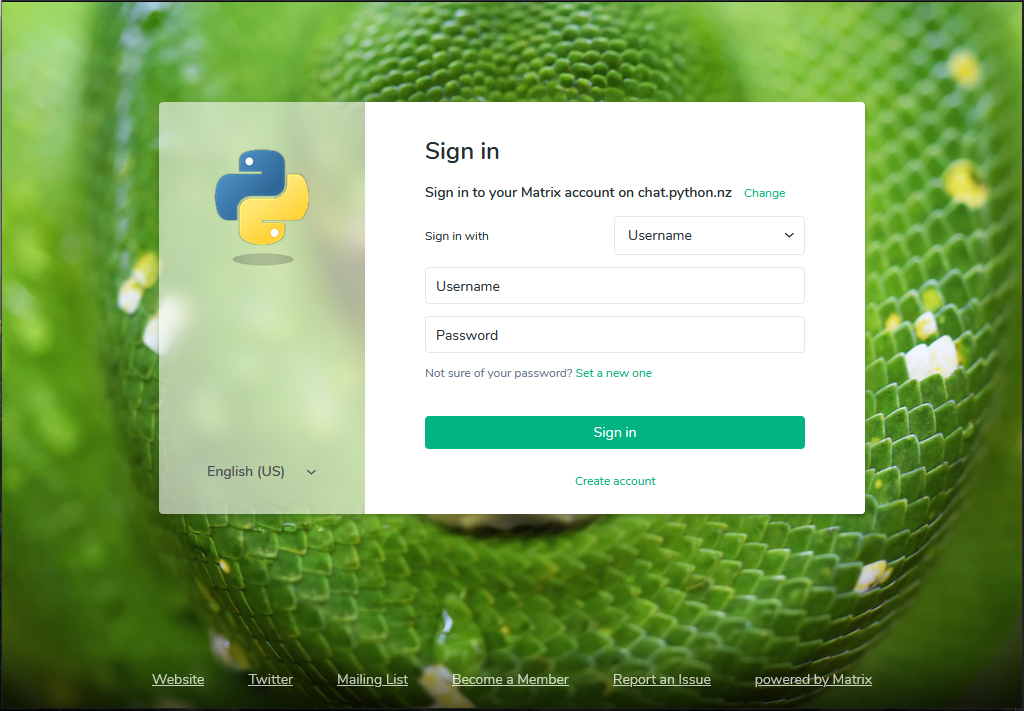 Sign in
Sign in to your Matrix account on chat.python.nz Change
Sign in with Username
Username
Password
Not sure of your password? Set a new one
Sign in
English (US)
Create account
Website Twitter Mailing List Become a Member Report an Issue powered by Matrix